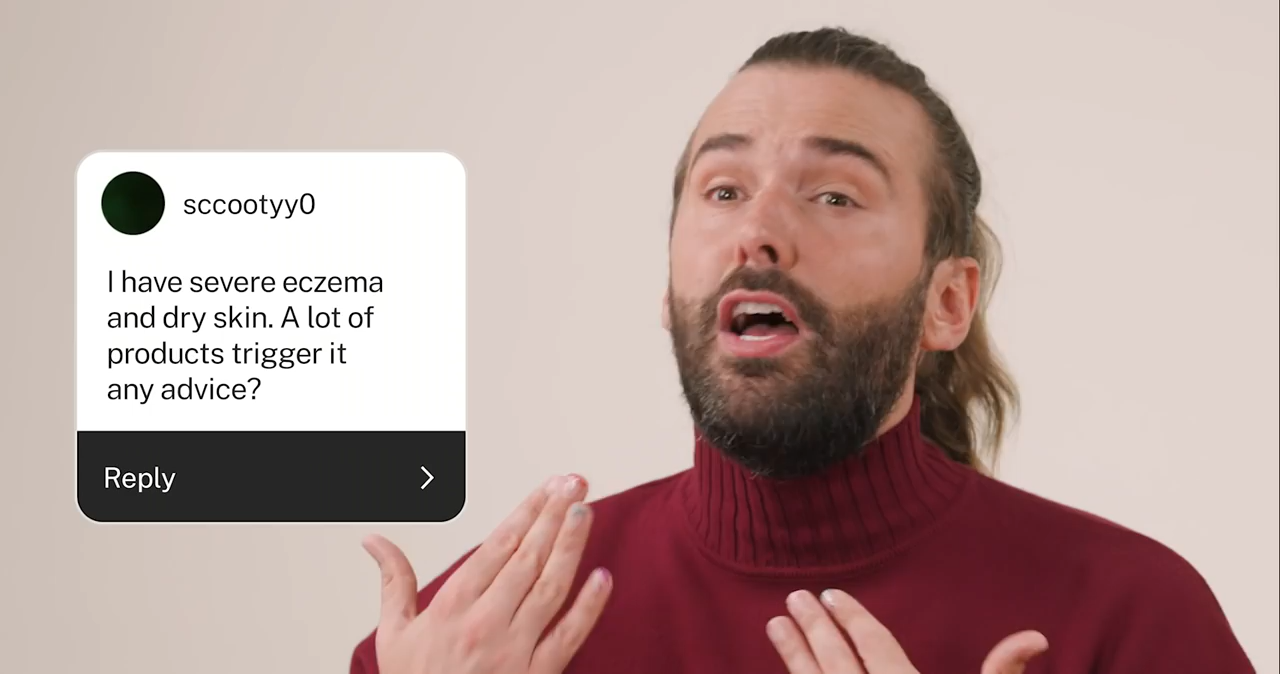 sccootyy0
I have severe eczema
and dry skin. A lot of
products trigger it
any advice?
Reply